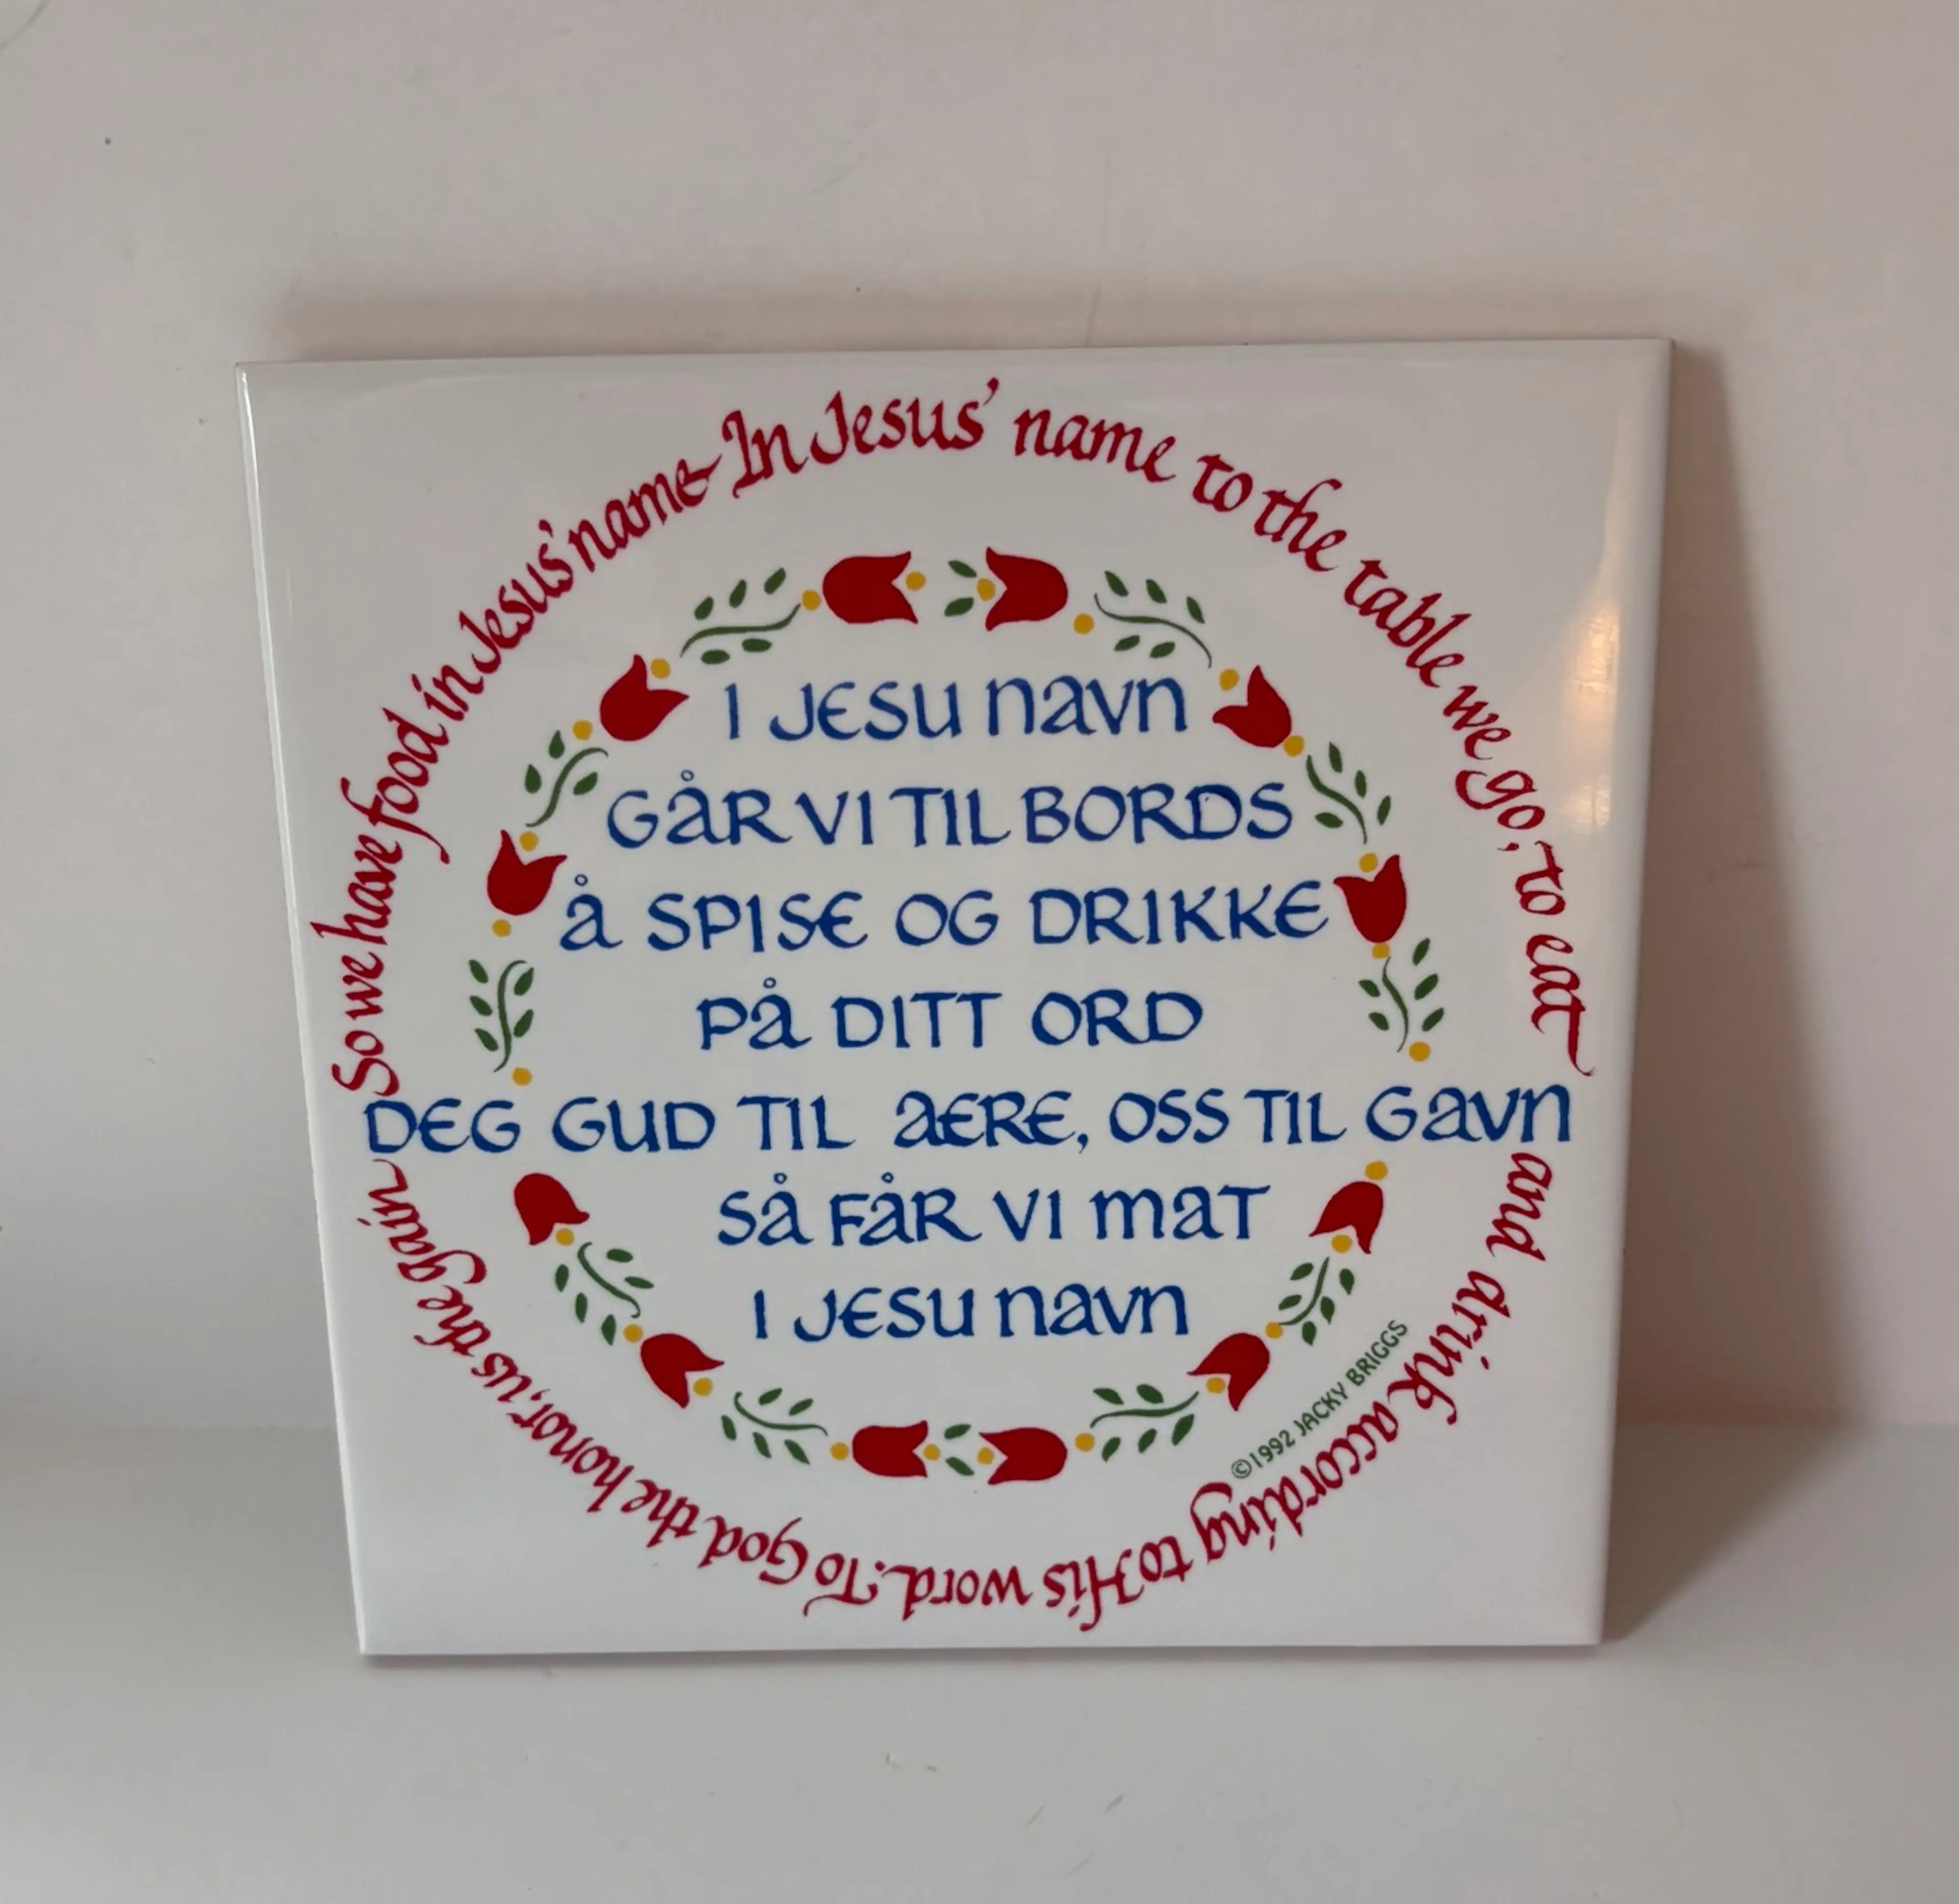 In Jesus' name to the table we go, to eat and drink according to His word. To God the honor, us the gain So we have food in Jesus' name
I JESU NAVN
GÅR VI TIL BORDS
Å SPISE OG DRIKKE
PÅ DITT ORD
DEG GUD TIL AERE, OSS TIL GAVN
SÅ FÅR VI MAT
I JESU NAVN
©1992 JACKY BRIGGS